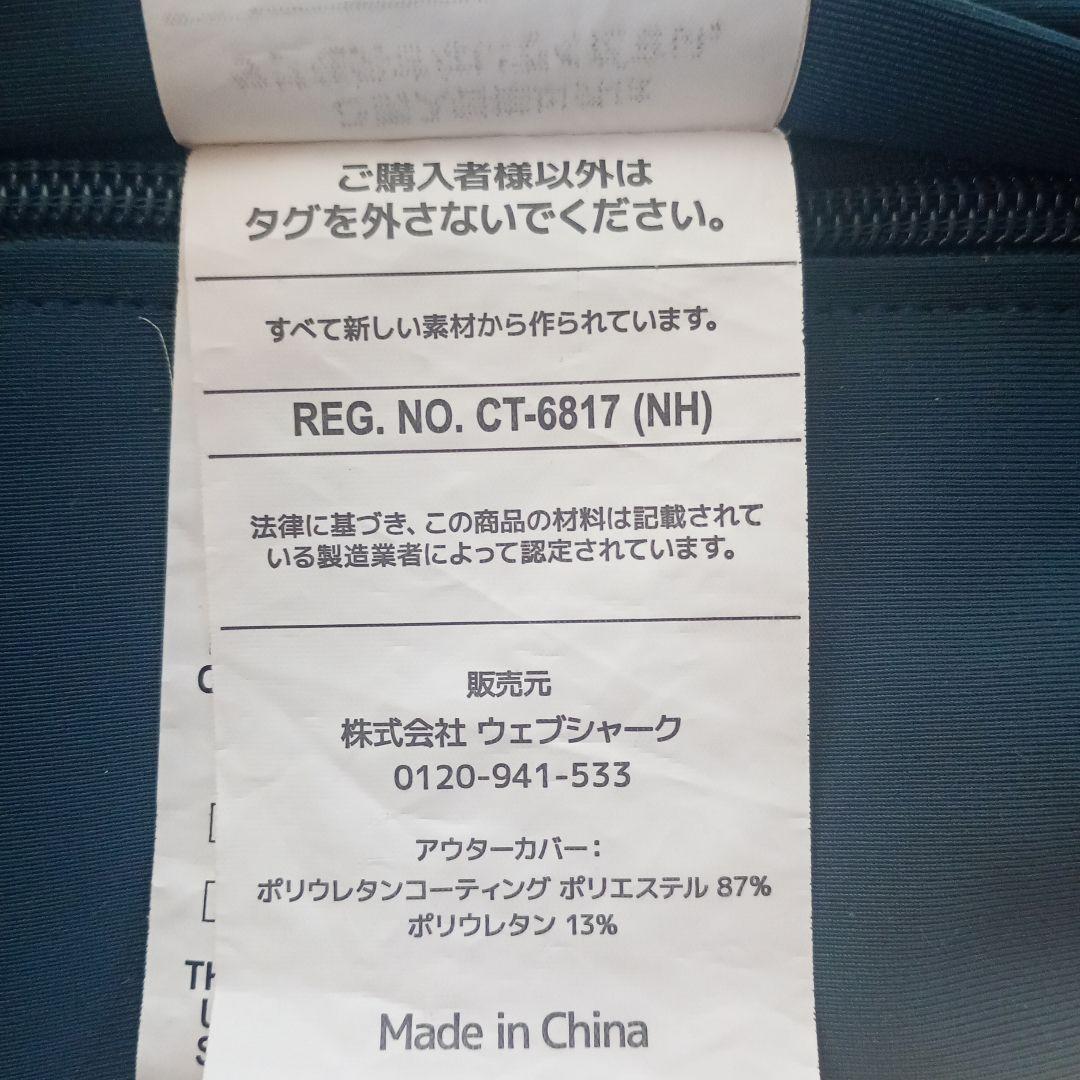 ご購入者様以外は
タグを外さないでください。
すべて新しい素材から作られています。
REG. NO. CT-6817 (NH)
法律に基づき、この商品の材料は記載されて
いる製造業者によって認定されています。
販売元
株式会社 ウェブシャーク
0120-941-533
アウターカバー:
ポリウレタンコーティング ポリエステル 87%
ポリウレタン 13%
Made in China